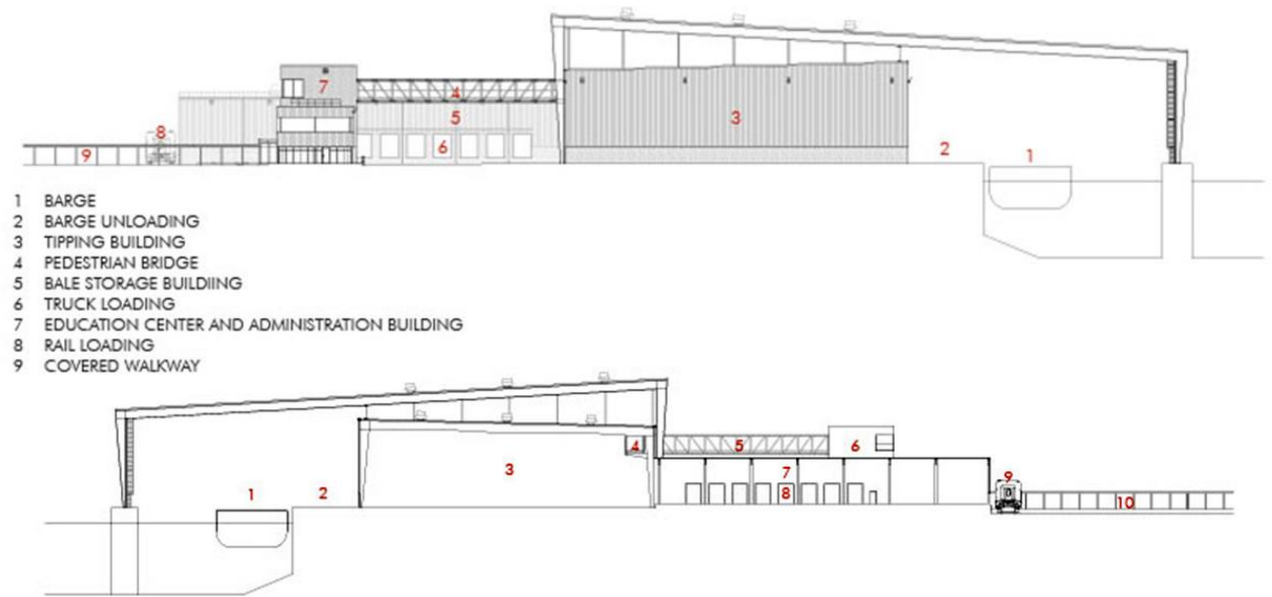 7
4
5
6
3
8
9
2
1
1 BARGE
2 BARGE UNLOADING
3 TIPPING BUILDING
4 PEDESTRIAN BRIDGE
5 BALE STORAGE BUILDIING
6 TRUCK LOADING
7 EDUCATION CENTER AND ADMINISTRATION BUILDING
8 RAIL LOADING
9 COVERED WALKWAY
4
5
6
3
7
9
1
2
8
10